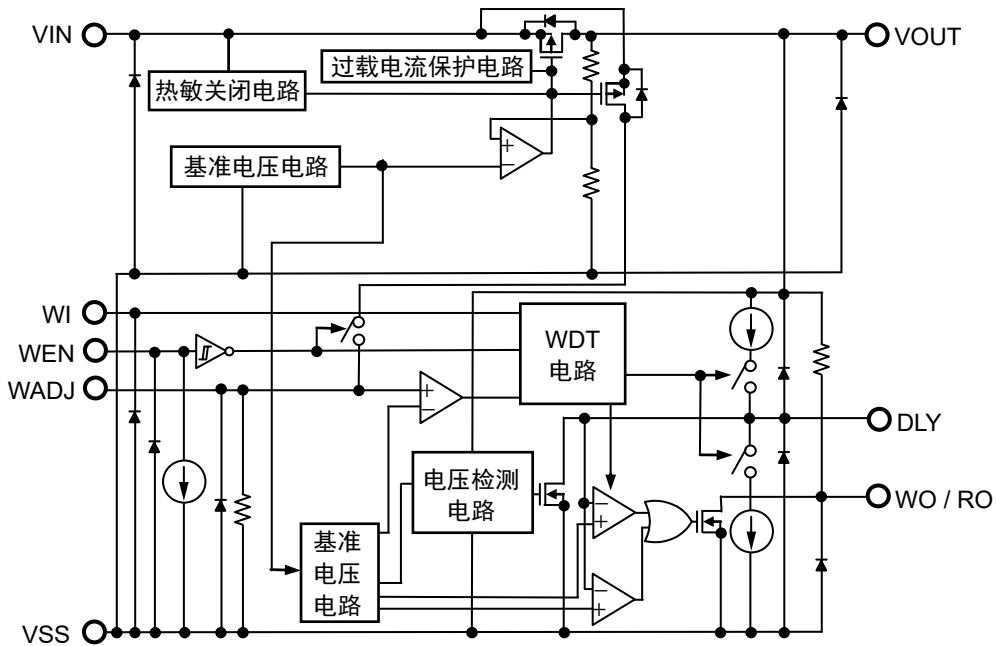 VIN
VOUT
过载电流保护电路
热敏关闭电路
基准电压电路
WI
WEN
WADJ
WDT
电路
DLY
电压检测
电路
WO / RO
基准
电压
电路
VSS